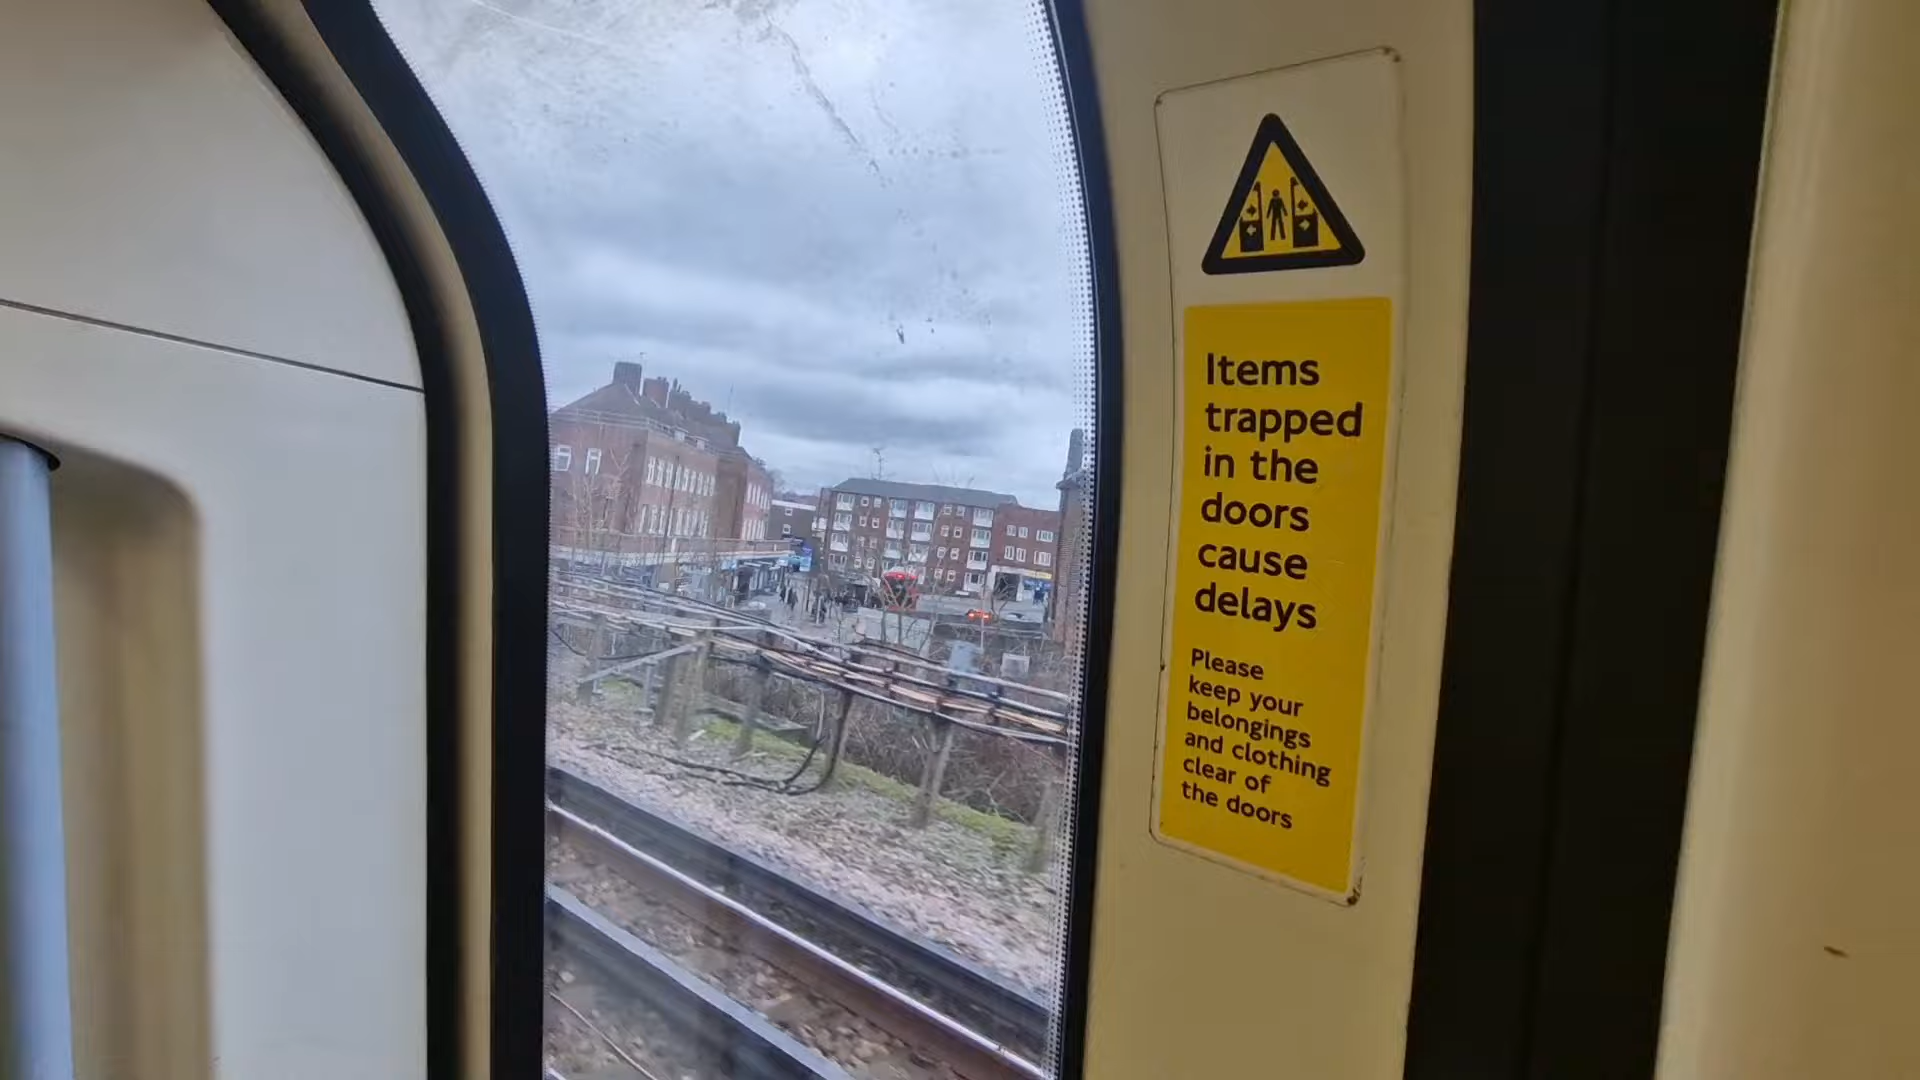 Items
trapped
in the
doors
cause
delays
Please
keep your
belongings
and clothing
clear of
the doors